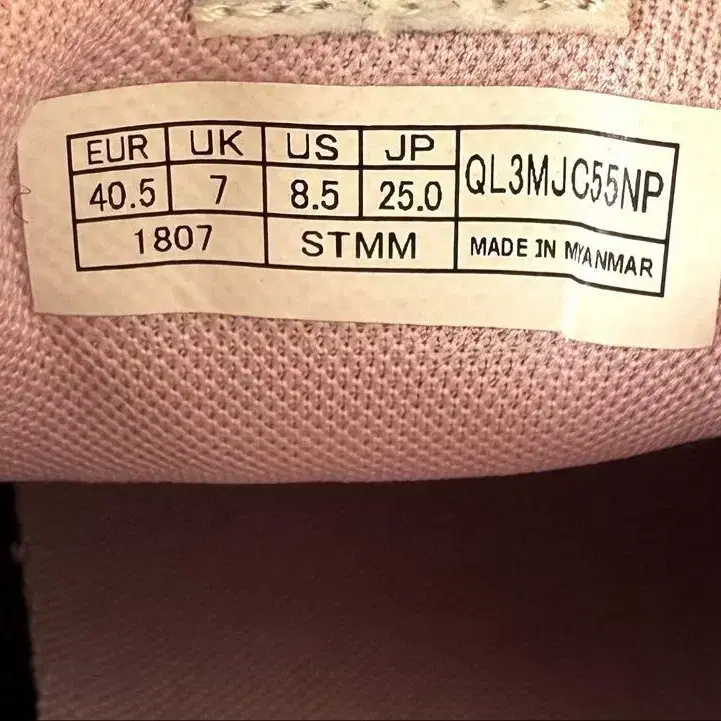 EUR UK US JP QL3MJC55NP
40.5 7 8.5 25.0
1807 STMM MADE IN MYANMAR